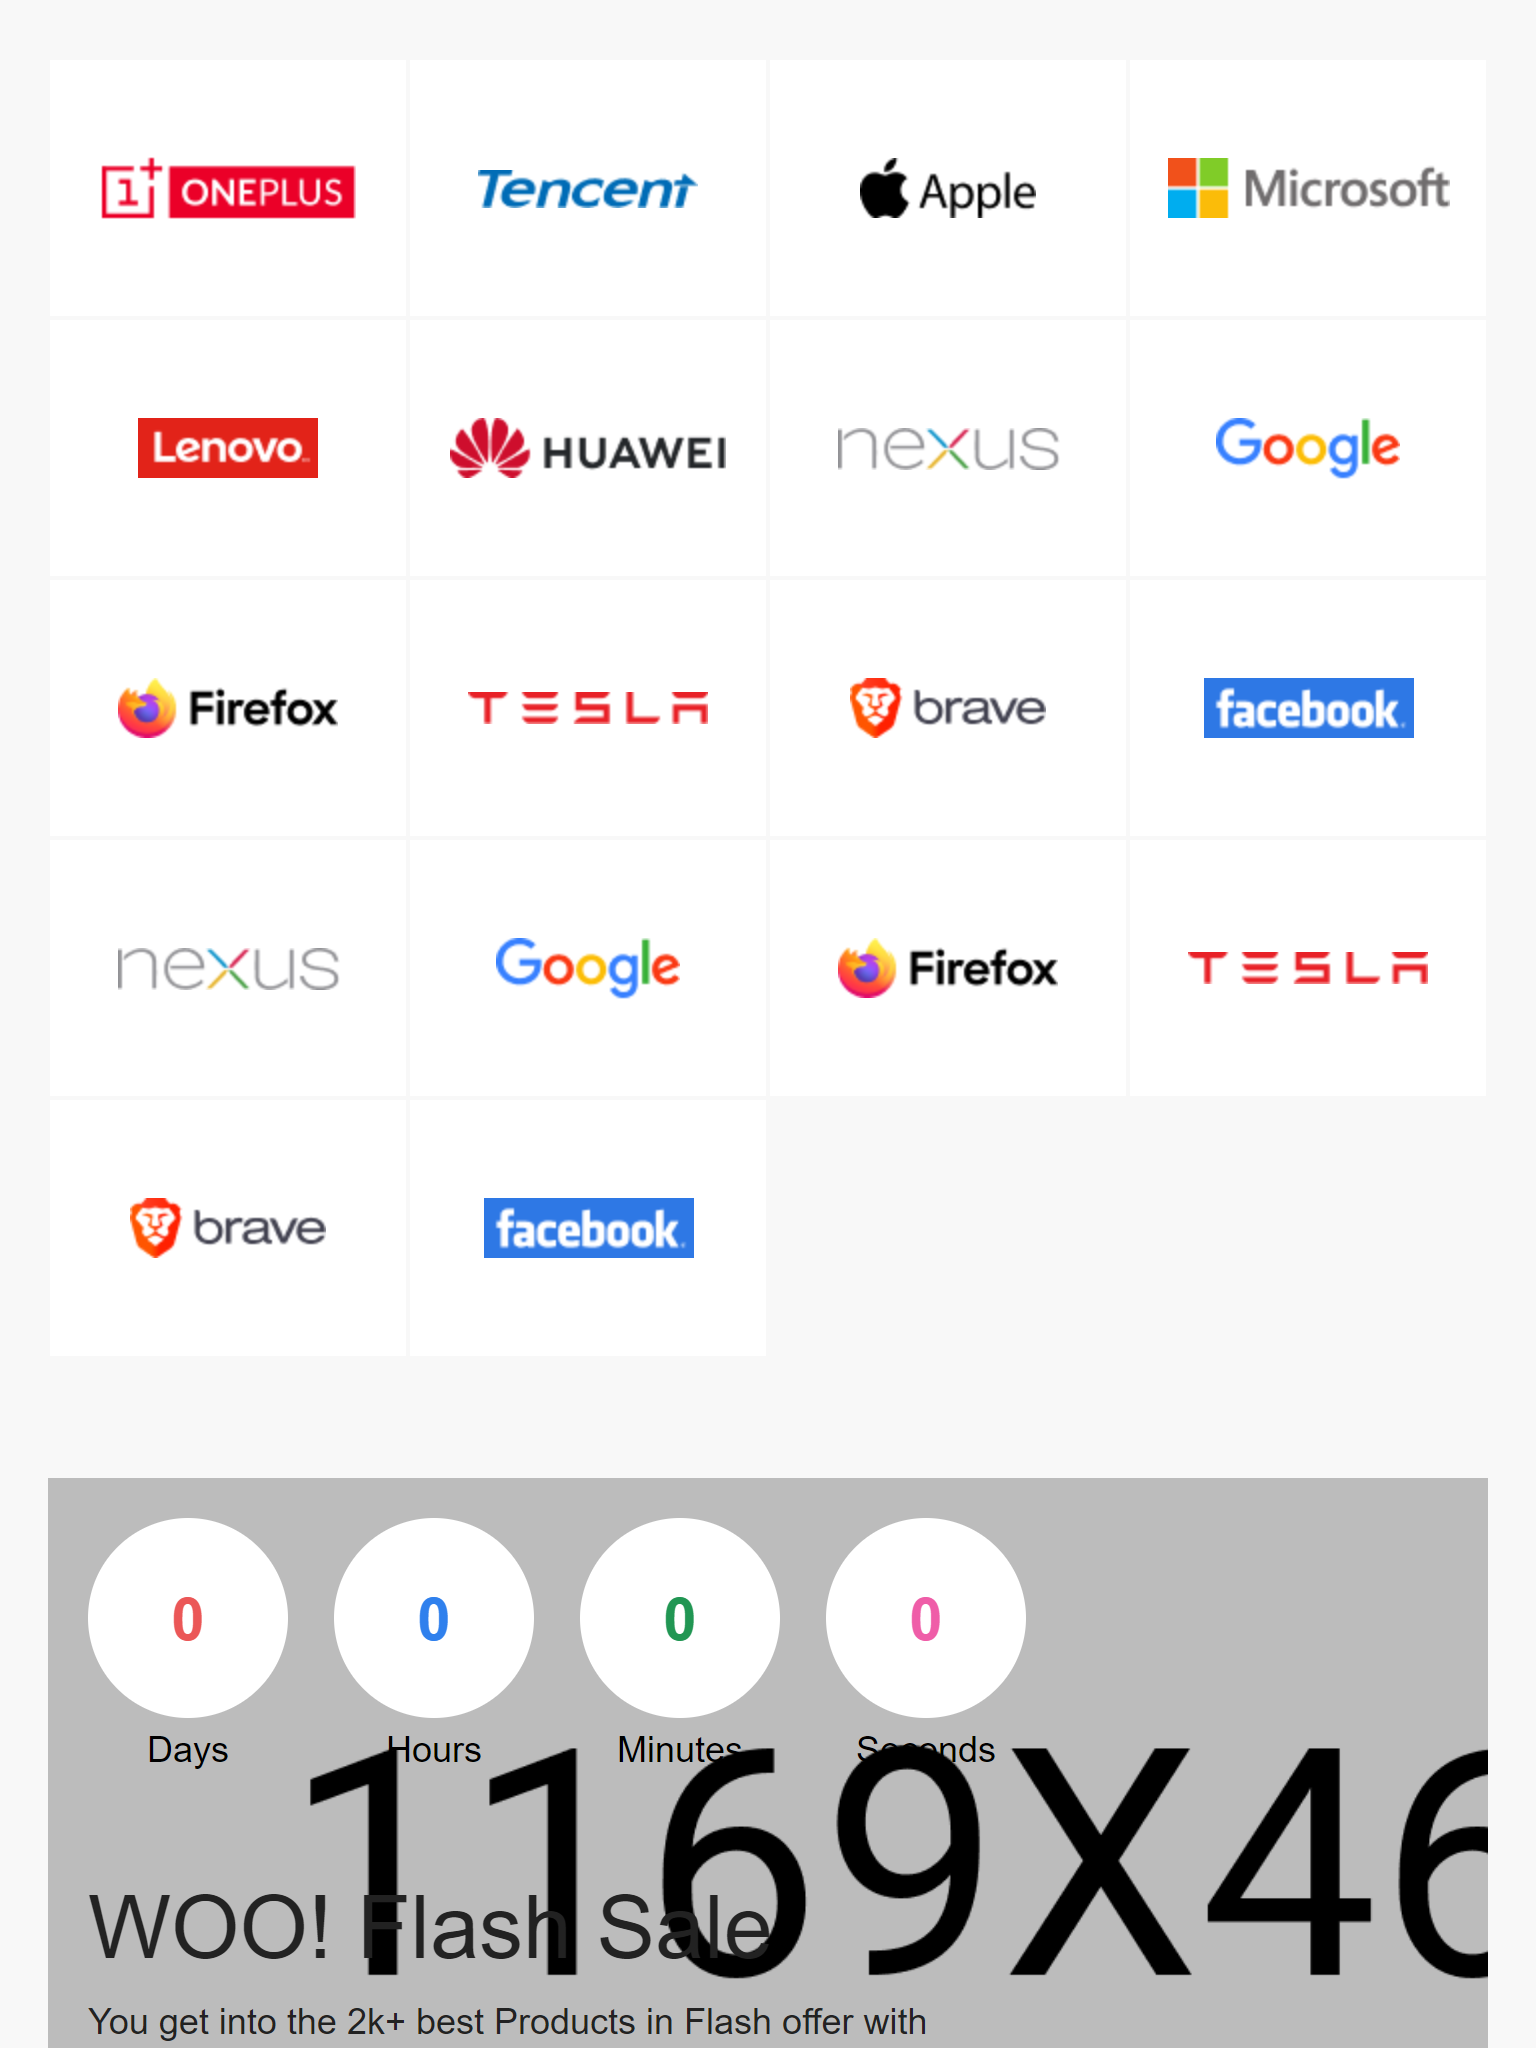 1+ ONEPLUS
Tencent
Apple
Microsoft
Lenovo
HUAWEI
nexus
Google
Firefox
TESLA
brave
facebook
nexus
Google
Firefox
TESLA
brave
facebook
0
0
0
0
Days
Hours
Minutes
Seconds
1169X46
WOO! Flash Sale
You get into the 2k+ best Products in Flash offer with